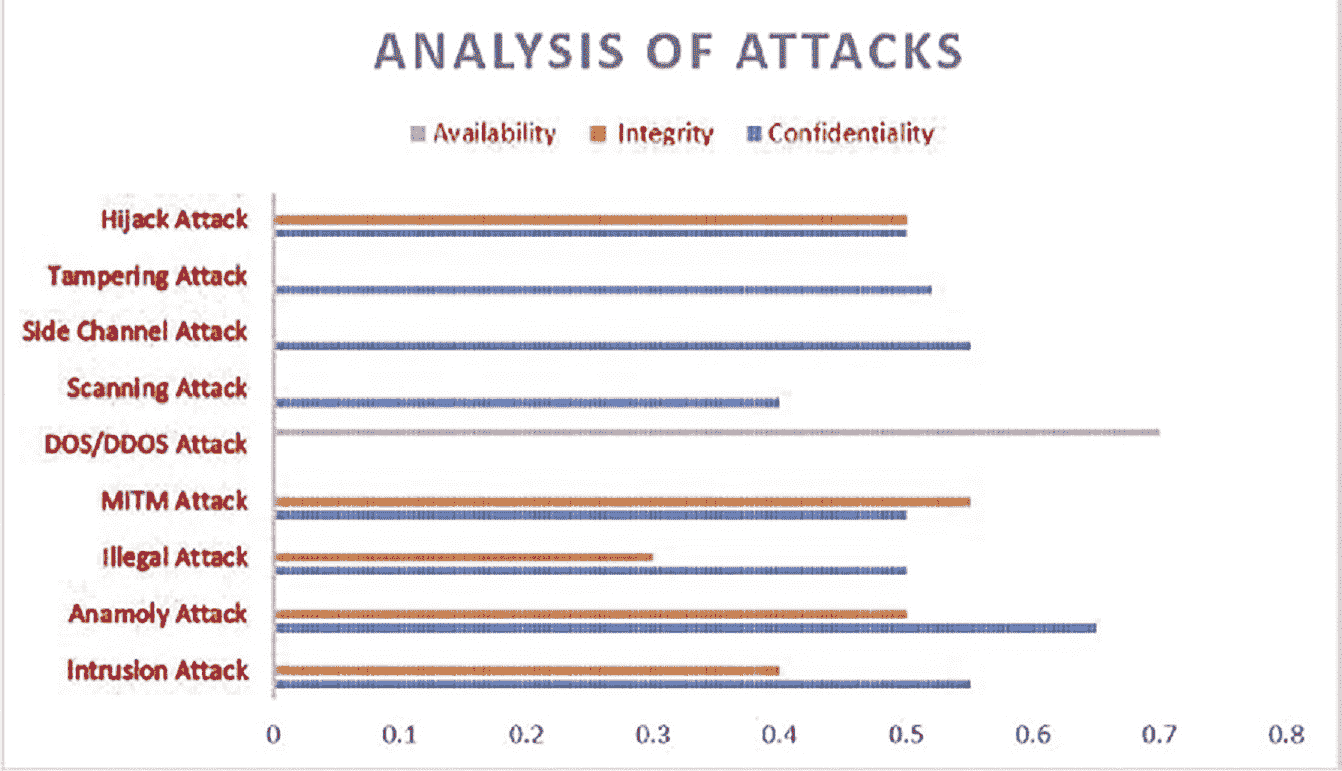 ANALYSIS OF ATTACKS
Availability Integrity Confidentiality
Hijack Attack
Tampering Attack
Side Channel Attack
Scanning Attack
DOS/DDOS Attack
MITM Attack
Illegal Attack
Anamoly Attack
Intrusion Attack
0 0.1 0.2 0.3 0.4 0.5 0.6 0.7 0.8